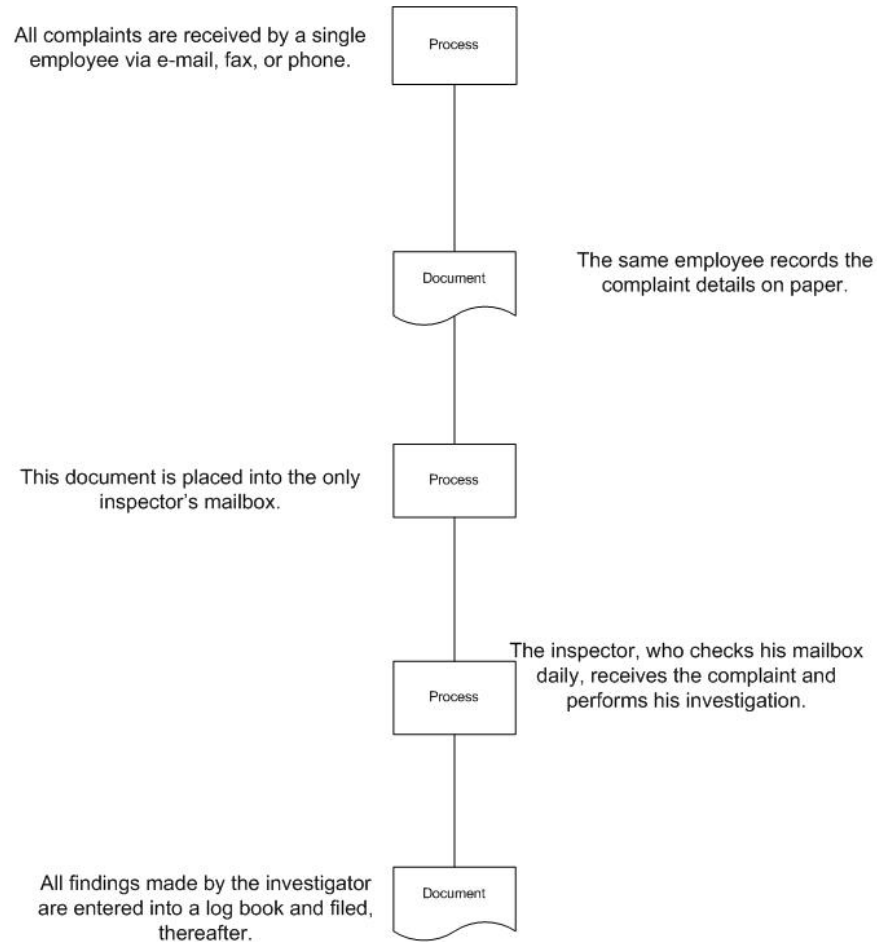 All complaints are received by a single
employee via e-mail, fax, or phone.
Process
Document
The same employee records the
complaint details on paper.
This document is placed into the only
inspector's mailbox.
Process
The inspector, who checks his mailbox
daily, receives the complaint and
performs his investigation.
Process
All findings made by the investigator
are entered into a log book and filed,
thereafter.
Document